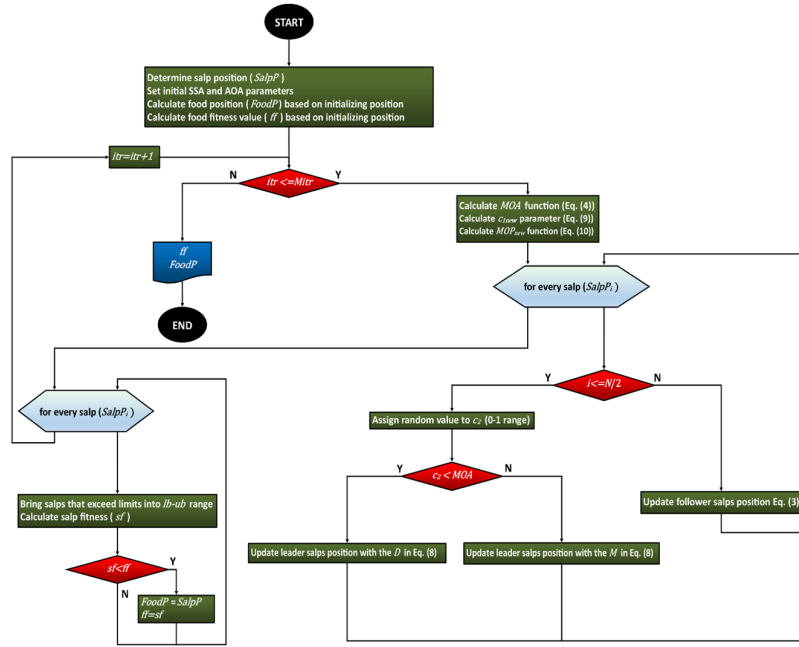 START
Determine salp position (SalpP)
Set initial SSA and AOA parameters
Calculate food position (FoodP) based on initializing position
Calculate food fitness value (ff) based on initializing position
itr=itr+1
N
itr<=Mitr
Y
Calculate MOA function (Eq. (4))
Calculate c1new parameter (Eq. (9))
Calculate MOPnew function (Eq. (10))
ff
FoodP
for every salp (SalpPi)
END
Y
i<=N/2
N
for every salp (SalpPi)
Assign random value to c2 (0-1 range)
Y
c2<MOA
N
Bring salps that exceed limits into lb-ub range
Calculate salp fitness (sf)
Update follower salps position Eq. (3)
Update leader salps position with the D in Eq. (8)
Update leader salps position with the M in Eq. (8)
sf<ff
Y
N
FoodP = SalpP
ff=sf